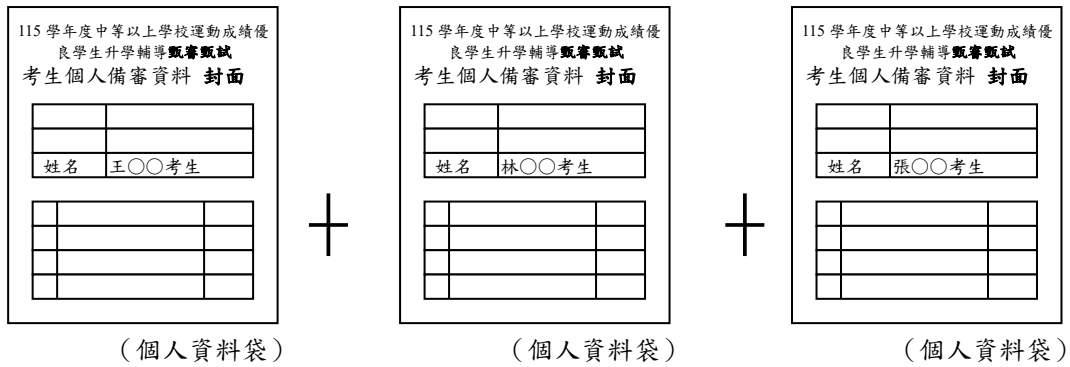 115 學年度中等以上學校運動成績優
良學生升學輔導甄審甄試
考生個人備審資料 封面
姓名 王○○考生
(個人資料袋)
+
115 學年度中等以上學校運動成績優
良學生升學輔導甄審甄試
考生個人備審資料 封面
姓名 林○○考生
(個人資料袋)
+
115 學年度中等以上學校運動成績優
良學生升學輔導甄審甄試
考生個人備審資料 封面
姓名 張○○考生
(個人資料袋)